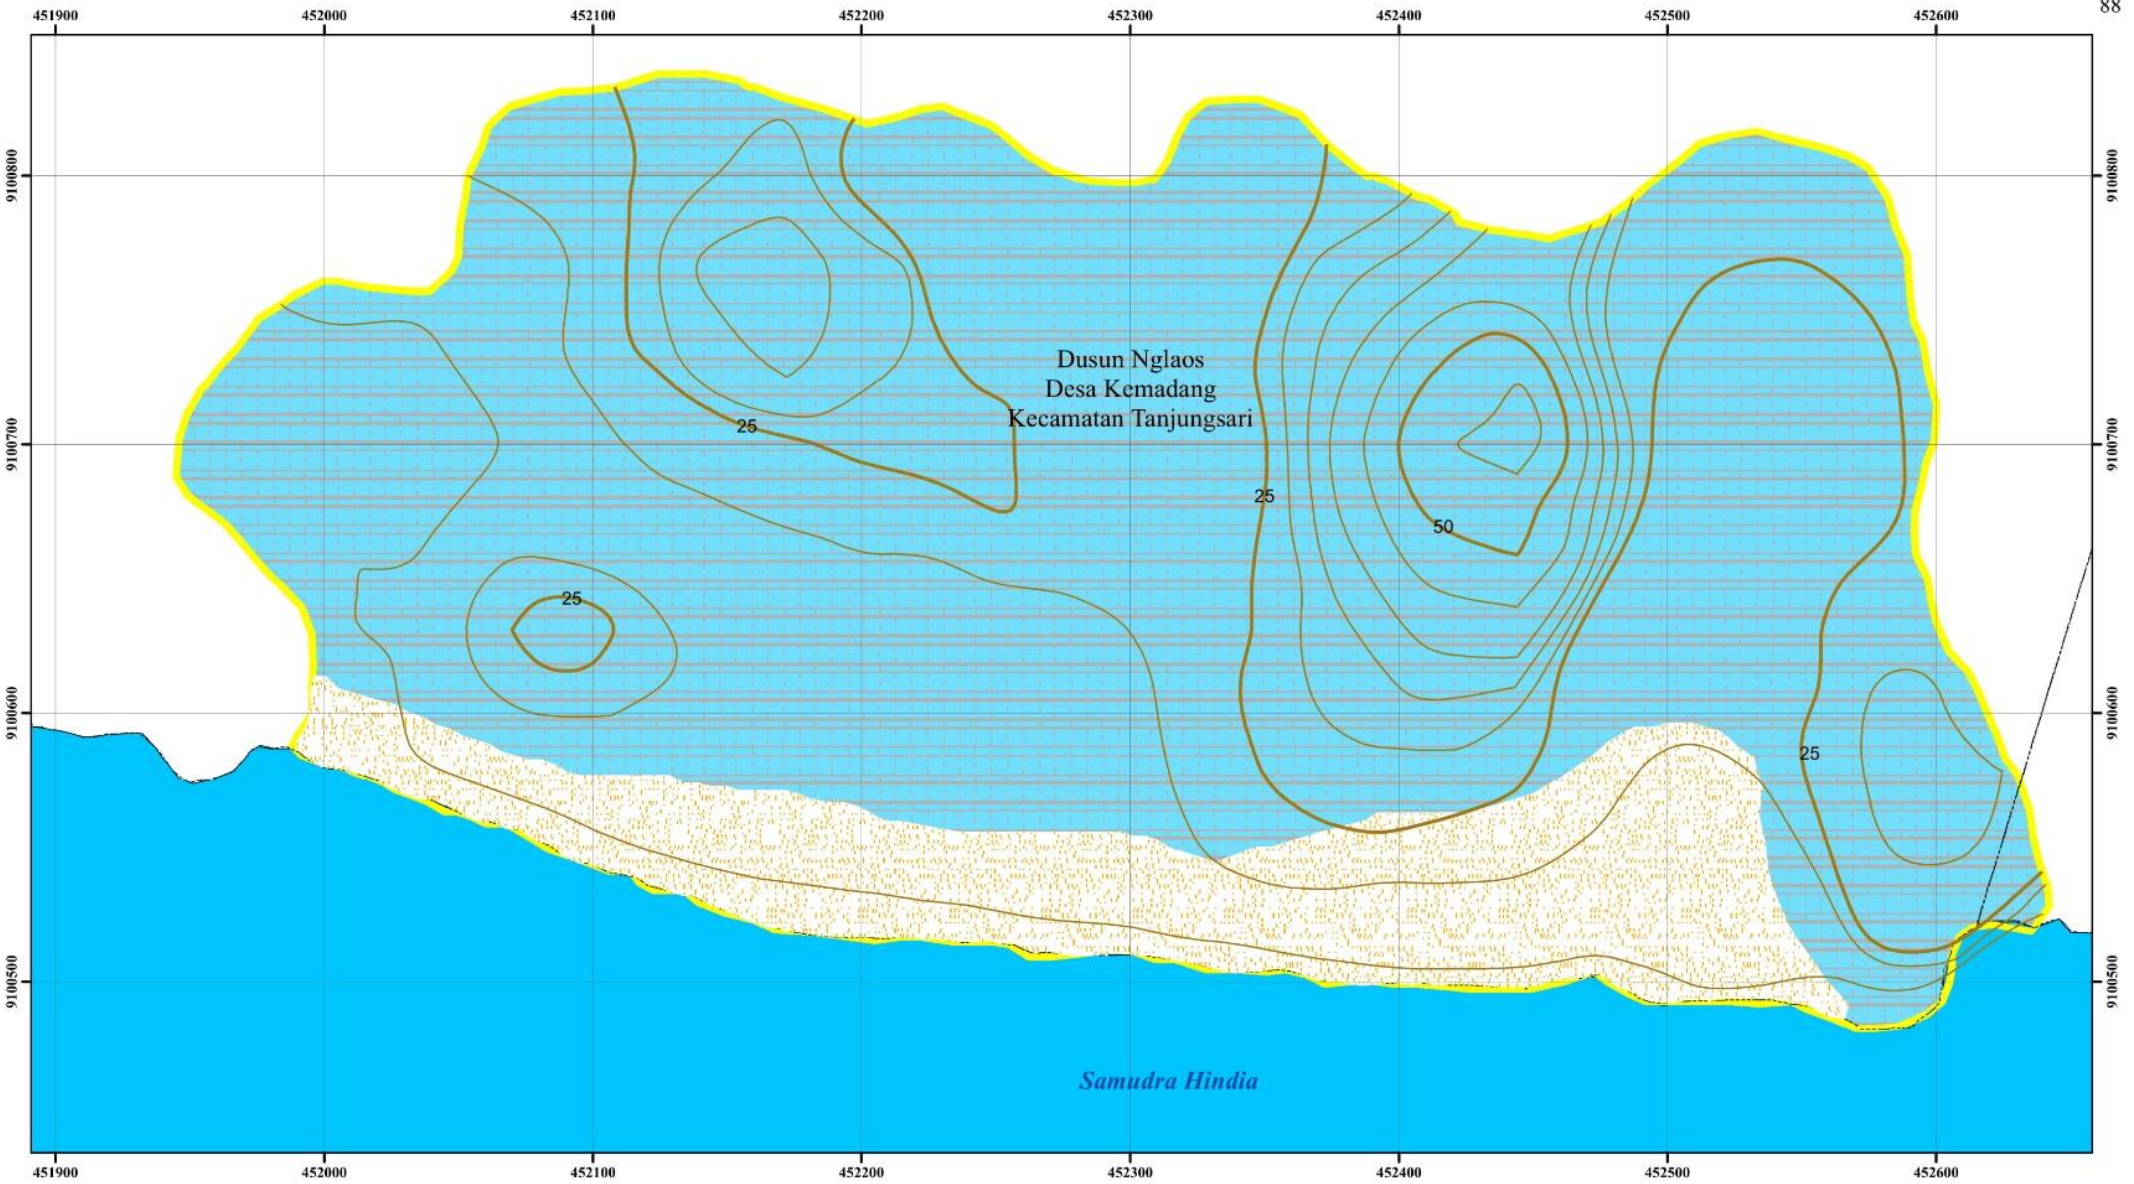 88
451900 452000 452100 452200 452300 452400 452500 452600
9100800 9100800
Dusun Nglaos
Desa Kemadang
Kecamatan Tanjungsari
25
9100700 9100700
25
50
25
9100600 9100600
25
9100500 9100500
Samudra Hindia
451900 452000 452100 452200 452300 452400 452500 452600